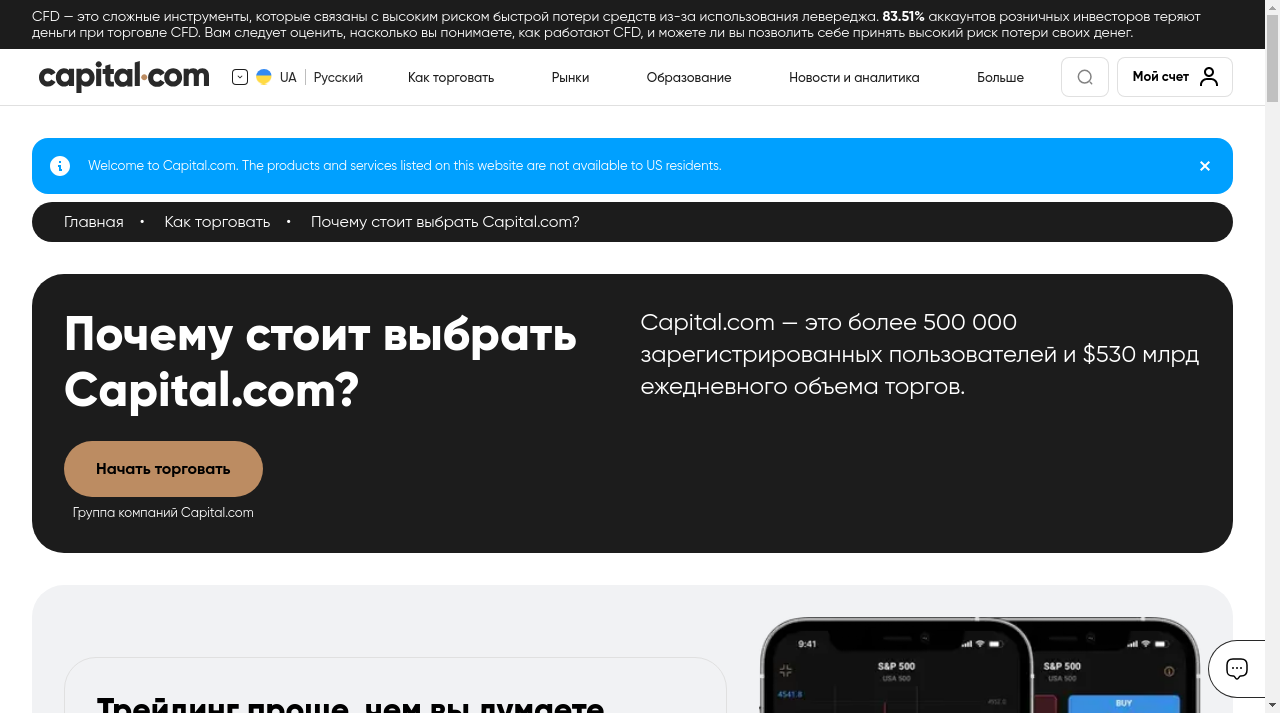 CFD — это сложные инструменты, которые связаны с высоким риском быстрой потери средств из-за использования левереджа. 83.51% аккаунтов розничных инвесторов теряют
деньги при торговле CFD. Вам следует оценить, насколько вы понимаете, как работают CFD, и можете ли вы позволить себе принять высокий риск потери своих денег.
capital.com UA Русский Как торговать Рынки Образование Новости и аналитика Больше Мой счет
Welcome to Capital.com. The products and services listed on this website are not available to US residents.
Главная • Как торговать • Почему стоит выбрать Capital.com?
Почему стоит выбрать
Capital.com?
Capital.com — это более 500 000
зарегистрированных пользователей и $530 млрд
ежедневного объема торгов.
Начать торговать
Группа компаний Capital.com
Трейдинг проще, чем вы думаете
9:41
S&P 500
USA 500
4541.8
S&P 500
USA 500
BUY